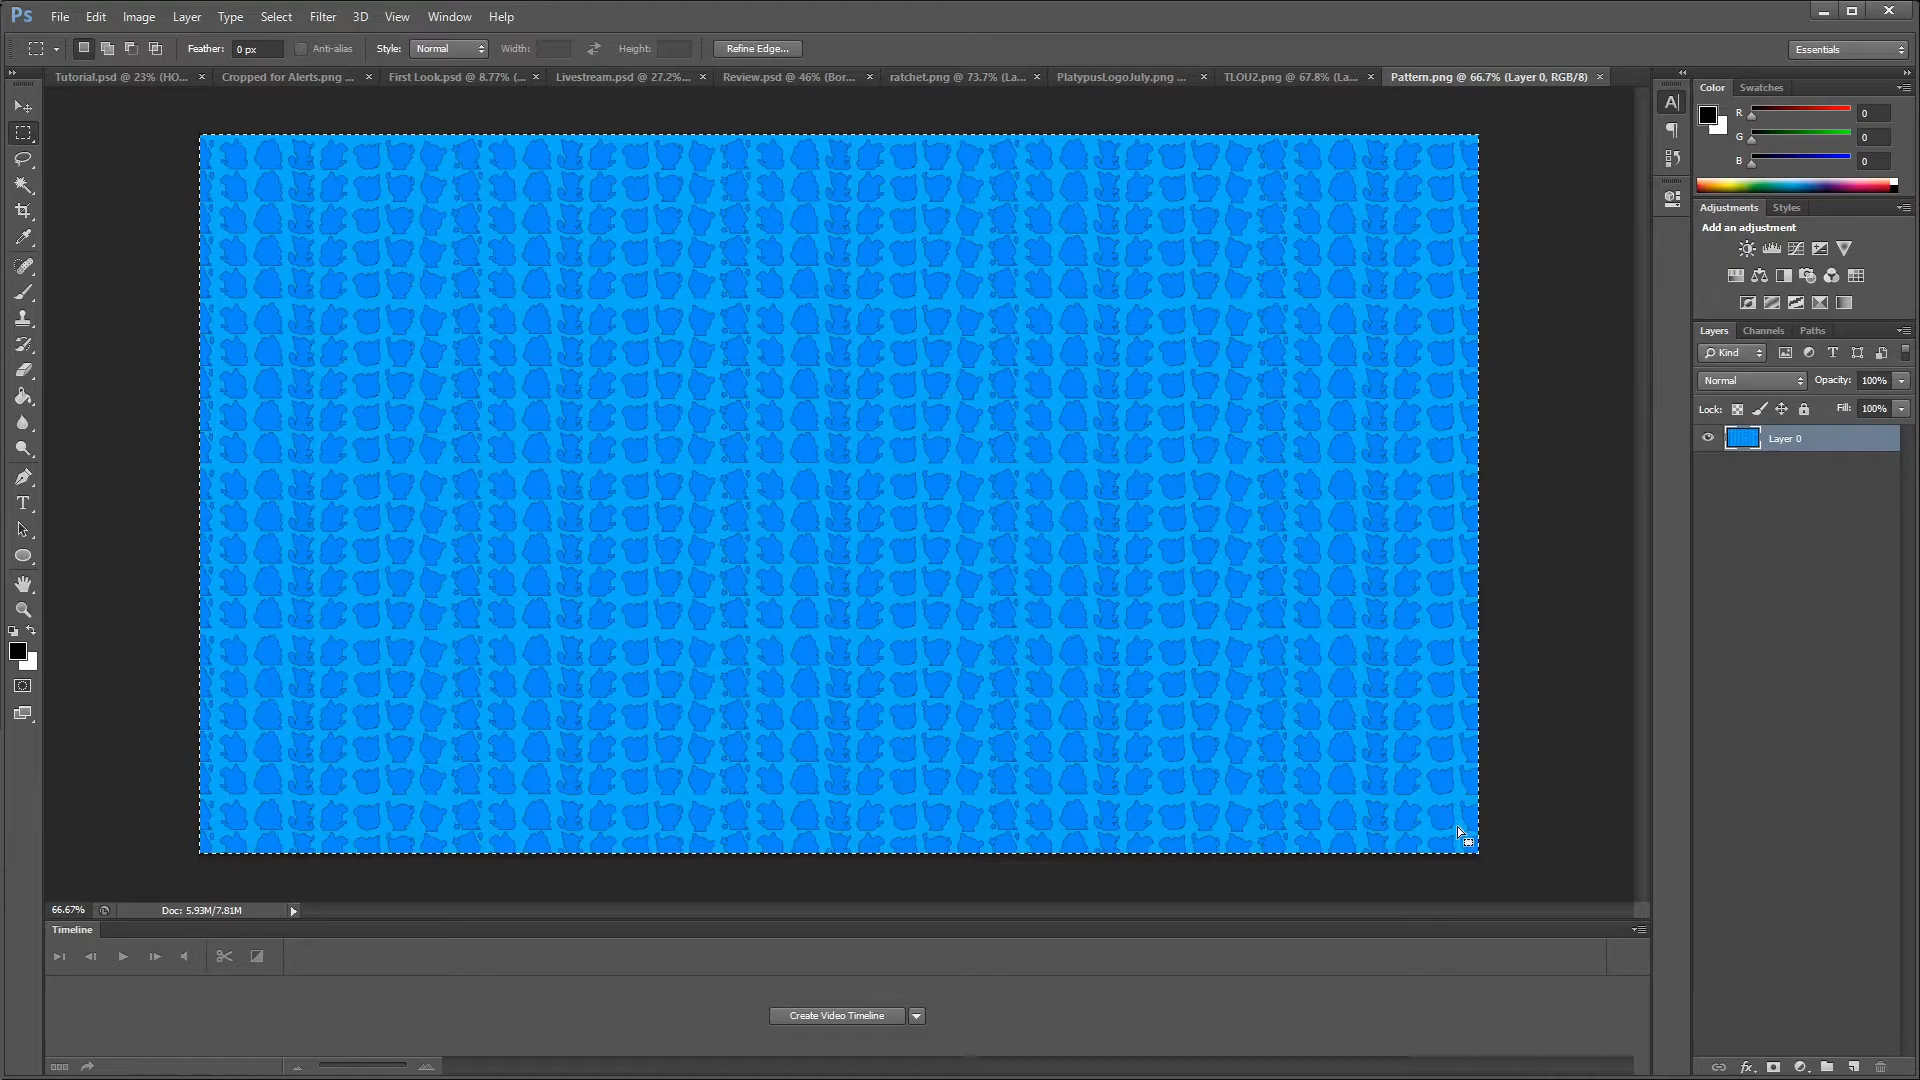 Ps File Edit Image Layer Type Select Filter 3D View Window Help
Feather: 0 px Anti-alias Style: Normal Width: Height: Refine Edge... Essentials
Tutorial.psd @ 23% (HO... × Cropped for Alerts.png ... × First Look.psd @ 8.77% (... × Livestream.psd @ 27.2%... × Review.psd @ 46% (Bor... × ratchet.png @ 73.7% (La... × PlatypusLogoJuly.png ... × TLOU2.png @ 67.8% (La... × Pattern.png @ 66.7% (Layer 0, RGB/8) ×
Color Swatches
R 0
G 0
B 0
Adjustments Styles
Add an adjustment
Layers Channels Paths
Kind
Normal Opacity: 100%
Lock: Fill: 100%
Layer 0
66.67% Doc: 5.93M/7.81M
Timeline
Create Video Timeline